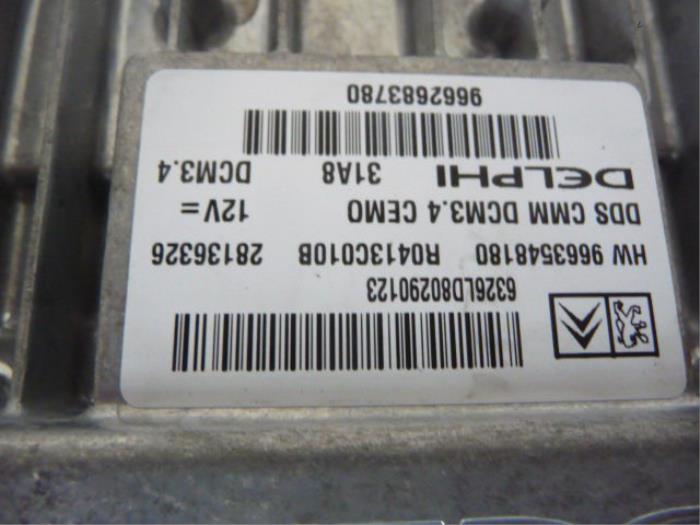 6326LD80290123
HW 9663548180 R0413C010B 28136326
DDS CMM DCM3.4 CEMO 12V=
DELPHI 31A8 DCM3.4
9662683780